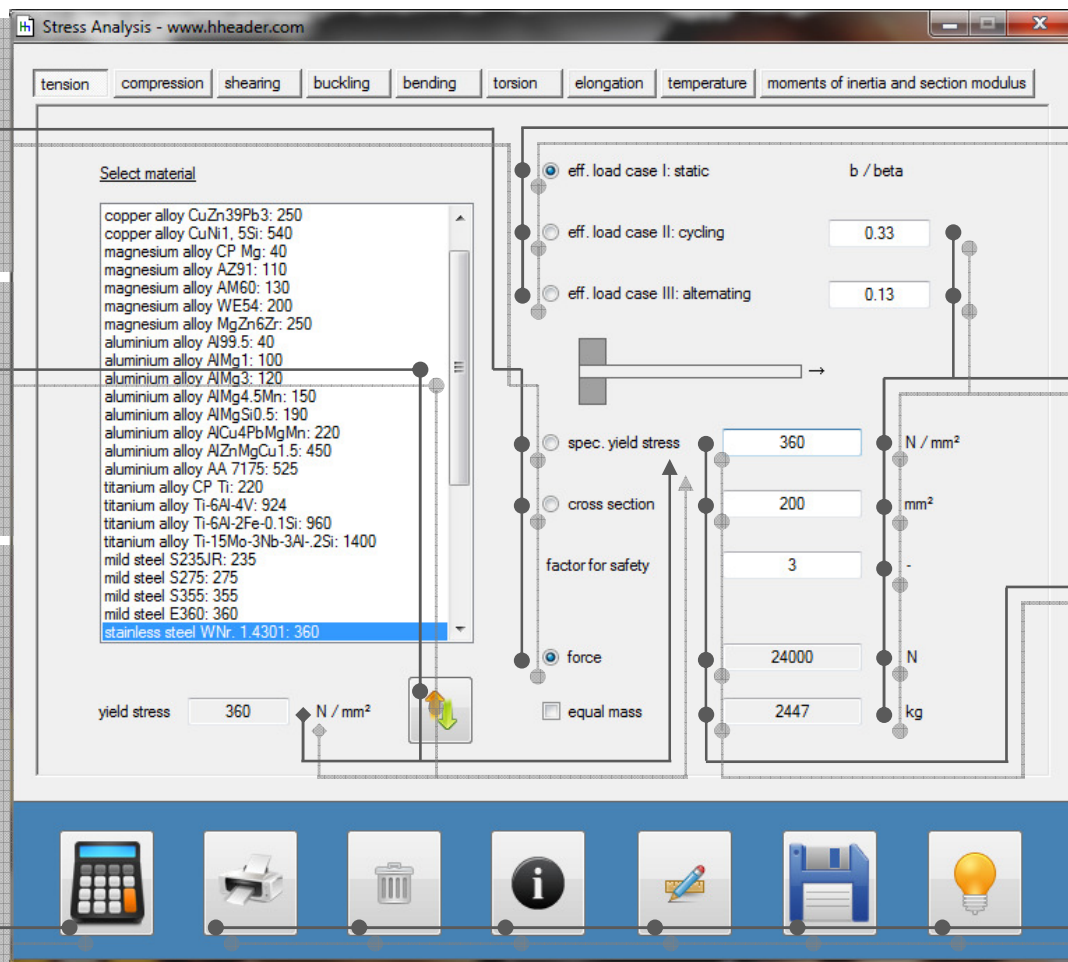 Stress Analysis - www.hheader.com
tension compression shearing buckling bending torsion elongation temperature moments of inertia and section modulus
Select material
copper alloy CuZn39Pb3: 250
copper alloy CuNi1, 5Si: 540
magnesium alloy CP Mg: 40
magnesium alloy AZ91: 110
magnesium alloy AM60: 130
magnesium alloy WE54: 200
magnesium alloy MgZn6Zr: 250
aluminium alloy Al99.5: 40
aluminium alloy AlMg1: 100
aluminium alloy AlMg3: 120
aluminium alloy AlMg4.5Mn: 150
aluminium alloy AlMgSi0.5: 190
aluminium alloy AlCu4PbMgMn: 220
aluminium alloy AlZnMgCu1.5: 450
aluminium alloy AA 7175: 525
titanium alloy CP Ti: 220
titanium alloy Ti-6Al-4V: 924
titanium alloy Ti-6Al-2Fe-0.1Si: 960
titanium alloy Ti-15Mo-3Nb-3Al-.2Si: 1400
mild steel S235JR: 235
mild steel S275: 275
mild steel S355: 355
mild steel E360: 360
stainless steel WNr. 1.4301: 360
yield stress 360 N / mm²
eff. load case I: static b / beta
eff. load case II: cycling 0.33
eff. load case III: alternating 0.13
spec. yield stress 360 N / mm²
cross section 200 mm²
factor for safety 3 -
force 24000 N
equal mass 2447 kg